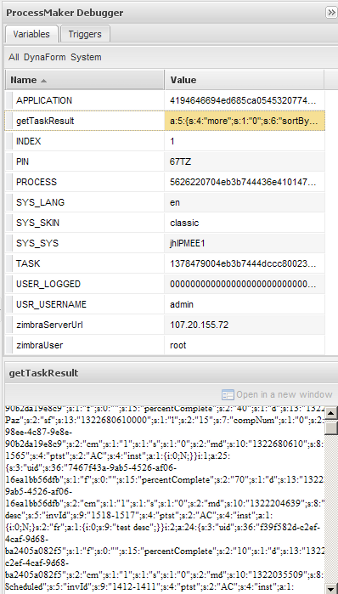 ProcessMaker Debugger
Variables Triggers
All DynaForm System
Name Value
APPLICATION 4194646694ed685ca0545320774...
getTaskResult a:5:{s:4:"more";s:1:"0";s:6:"sortBy...
INDEX 1
PIN 67TZ
PROCESS 5626220704eb3b744436e410147...
SYS_LANG en
SYS_SKIN classic
SYS_SYS jhlPMEE1
TASK 1378479004eb3b7444dccc80023...
USER_LOGGED 00000000000000000000000000...
USR_USERNAME admin
zimbraServerUrl 107.20.155.72
zimbraUser root
getTaskResult
Open in a new window
90b2da19e8c9";s:1:"f";s:0:"";s:15:"percentComplete";s:2:"40";s:1:"d";s:13:"1322
Paz";s:2:"sf";s:13:"1322680610000";s:1:"l";s:2:"15";s:7:"compNum";s:1:"0";s:2:
98ee-4c87-9e8e-
90b2da19e8c9";s:2:"cm";s:1:"1";s:1:"s";s:1:"0";s:2:"md";s:10:"1322680610";s:8:
1565";s:4:"ptst";s:2:"AC";s:4:"inst";a:1:{i:0;N;}}i:1;a:25:
{s:3:"uid";s:36:"7467f43a-9ab5-4526-af06-
16ea1bb56dfb";s:1:"f";s:0:"";s:15:"percentComplete";s:2:"70";s:1:"d";s:13:"1322
9ab5-4526-af06-
16ea1bb56dfb";s:2:"cm";s:1:"1";s:1:"s";s:1:"0";s:2:"md";s:10:"1322204639";s:8:"
desc";s:5:"invId";s:9:"1518-1517";s:4:"ptst";s:2:"AC";s:4:"inst";a:1:
{i:0;N;}s:2:"fr";a:1:{i:0;s:9:"test desc";}}i:2;a:24:{s:3:"uid";s:36:"f39f582d-c2ef-
4caf-9d68-
ba2405a082f5";s:1:"f";s:0:"";s:15:"percentComplete";s:2:"10";s:1:"d";s:13:"1322
c2ef-4caf-9d68-
ba2405a082f5";s:2:"cm";s:1:"1";s:1:"s";s:1:"0";s:2:"md";s:10:"1322035509";s:8:
Scheduled";s:5:"invId";s:9:"1412-1411";s:4:"ptst";s:2:"AC";s:4:"inst";a:1: